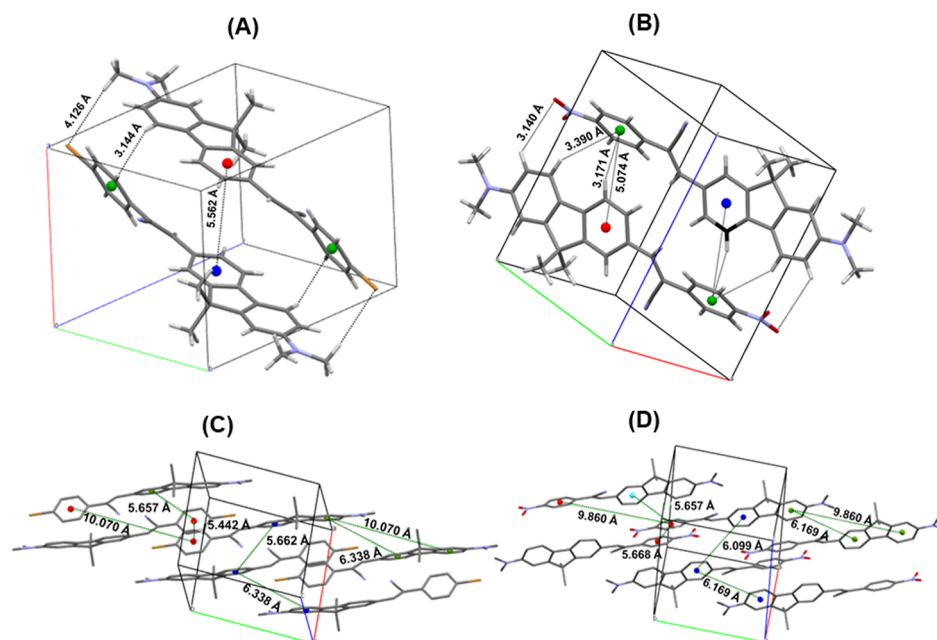 (A)
(B)
4.126 Å
3.144 Å
5.562 Å
3.140 Å
3.390 Å
3.171 Å
5.074 Å
(C)
(D)
5.657 Å
10.070 Å
5.442 Å
5.662 Å
10.070 Å
6.338 Å
6.338 Å
5.657 Å
9.860 Å
9.860 Å
6.169 Å
5.668 Å
6.099 Å
6.169 Å